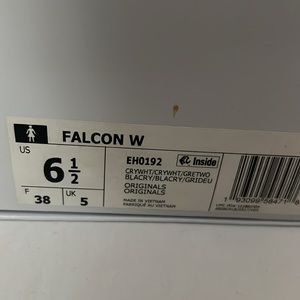 FALCON W
US
6 1/2
EH0192
Inside
CRYWHT/CRYWHT/GRETWO
BLACRY/BLACRY/GRIDEU
ORIGINALS
ORIGINALS
F
38
UK
5
MADE IN VIETNAM
FABRIQUÉ AU VIETNAM